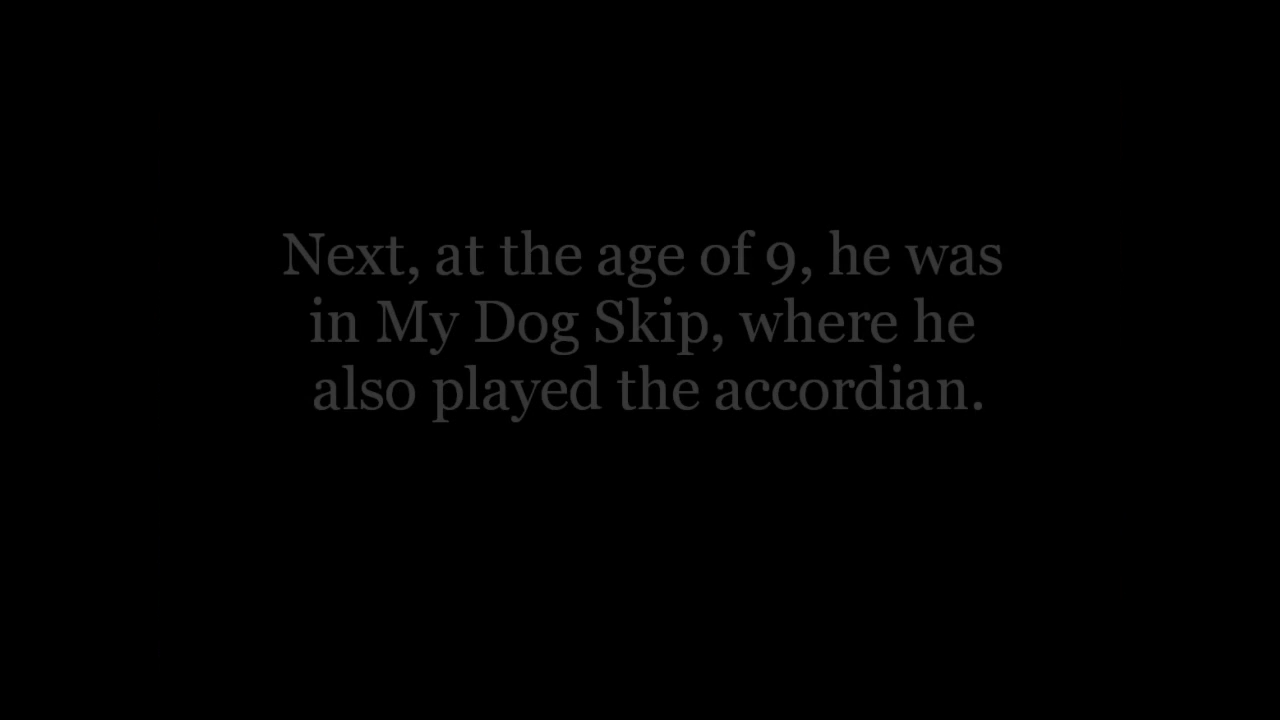 Next, at the age of 9, he was
in My Dog Skip, where he
also played the accordian.